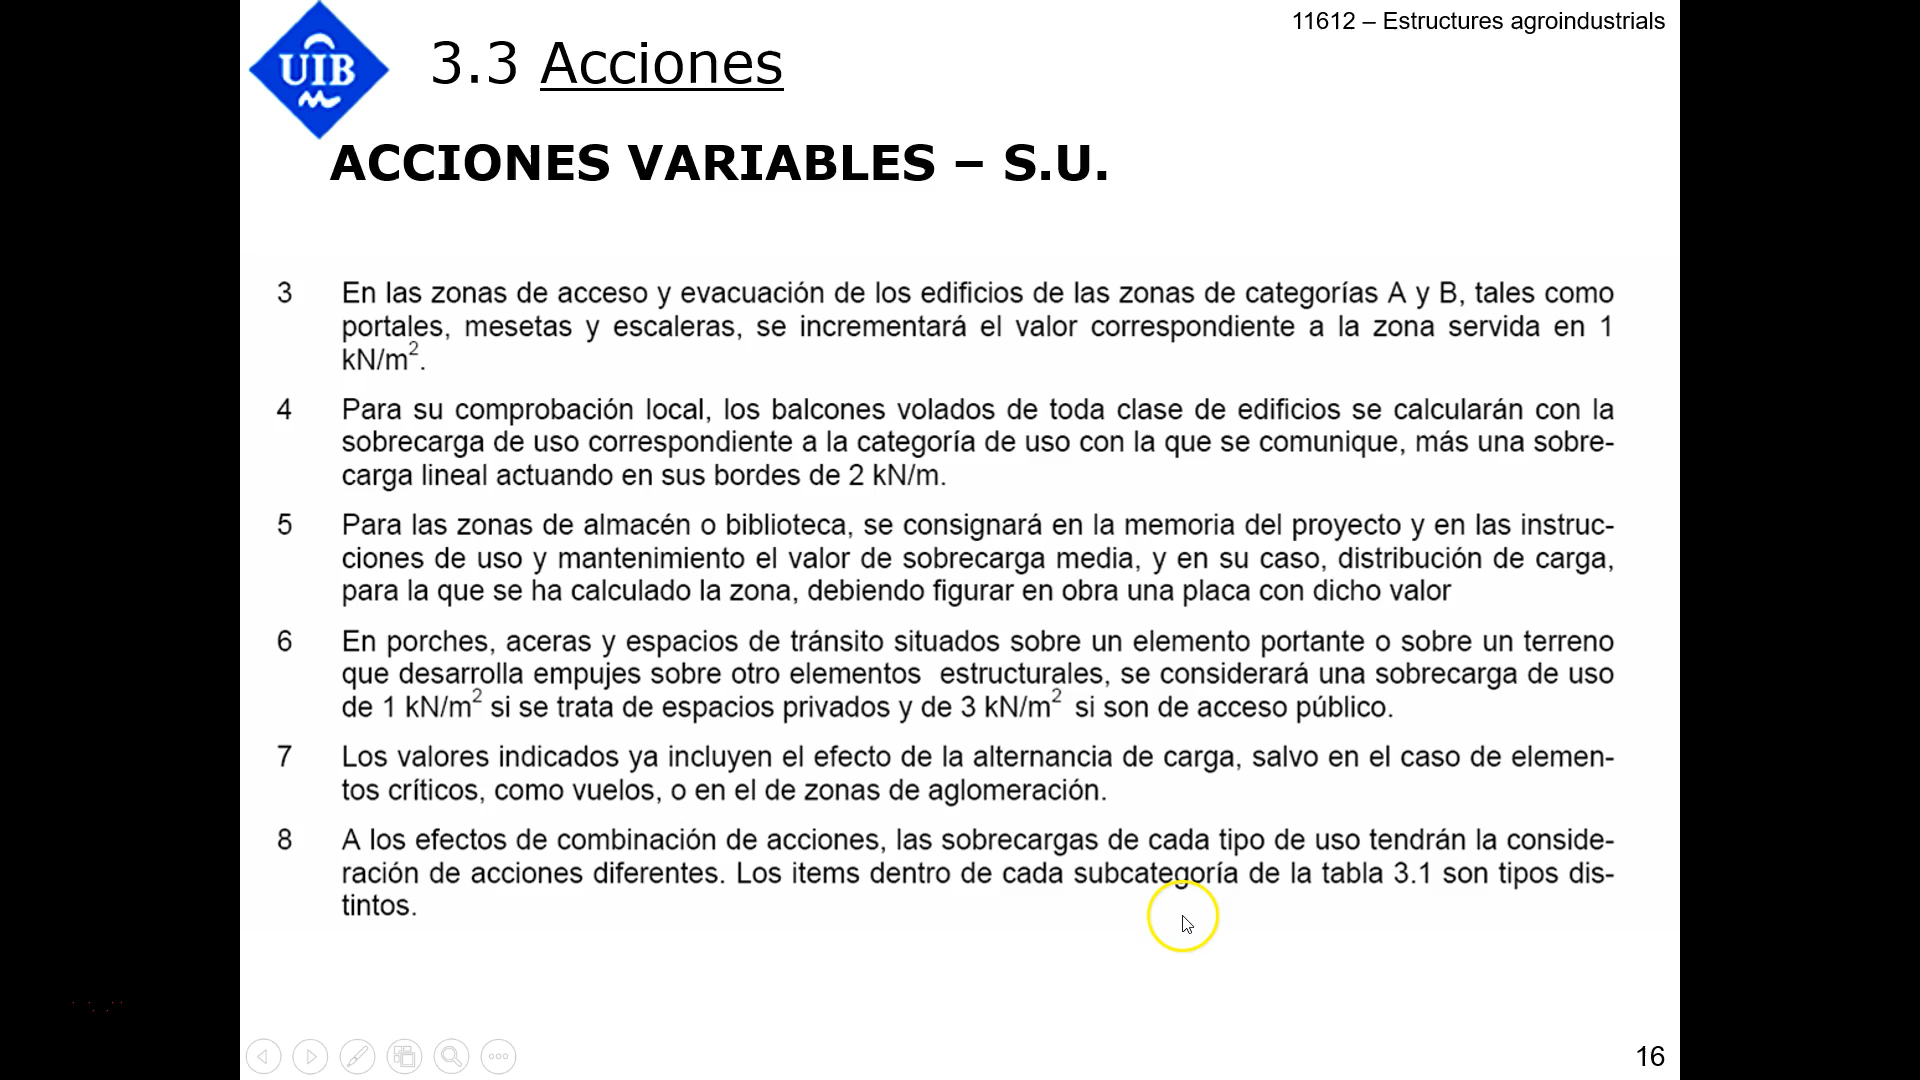 11612 – Estructures agroindustrials
UIB
3.3 Acciones
ACCIONES VARIABLES – S.U.
3 En las zonas de acceso y evacuación de los edificios de las zonas de categorías A y B, tales como
portales, mesetas y escaleras, se incrementará el valor correspondiente a la zona servida en 1
kN/m².
4 Para su comprobación local, los balcones volados de toda clase de edificios se calcularán con la
sobrecarga de uso correspondiente a la categoría de uso con la que se comunique, más una sobre-
carga lineal actuando en sus bordes de 2 kN/m.
5 Para las zonas de almacén o biblioteca, se consignará en la memoria del proyecto y en las instruc-
ciones de uso y mantenimiento el valor de sobrecarga media, y en su caso, distribución de carga,
para la que se ha calculado la zona, debiendo figurar en obra una placa con dicho valor
6 En porches, aceras y espacios de tránsito situados sobre un elemento portante o sobre un terreno
que desarrolla empujes sobre otro elementos estructurales, se considerará una sobrecarga de uso
de 1 kN/m² si se trata de espacios privados y de 3 kN/m² si son de acceso público.
7 Los valores indicados ya incluyen el efecto de la alternancia de carga, salvo en el caso de elemen-
tos críticos, como vuelos, o en el de zonas de aglomeración.
8 A los efectos de combinación de acciones, las sobrecargas de cada tipo de uso tendrán la conside-
ración de acciones diferentes. Los items dentro de cada subcategoría de la tabla 3.1 son tipos dis-
tintos.
16